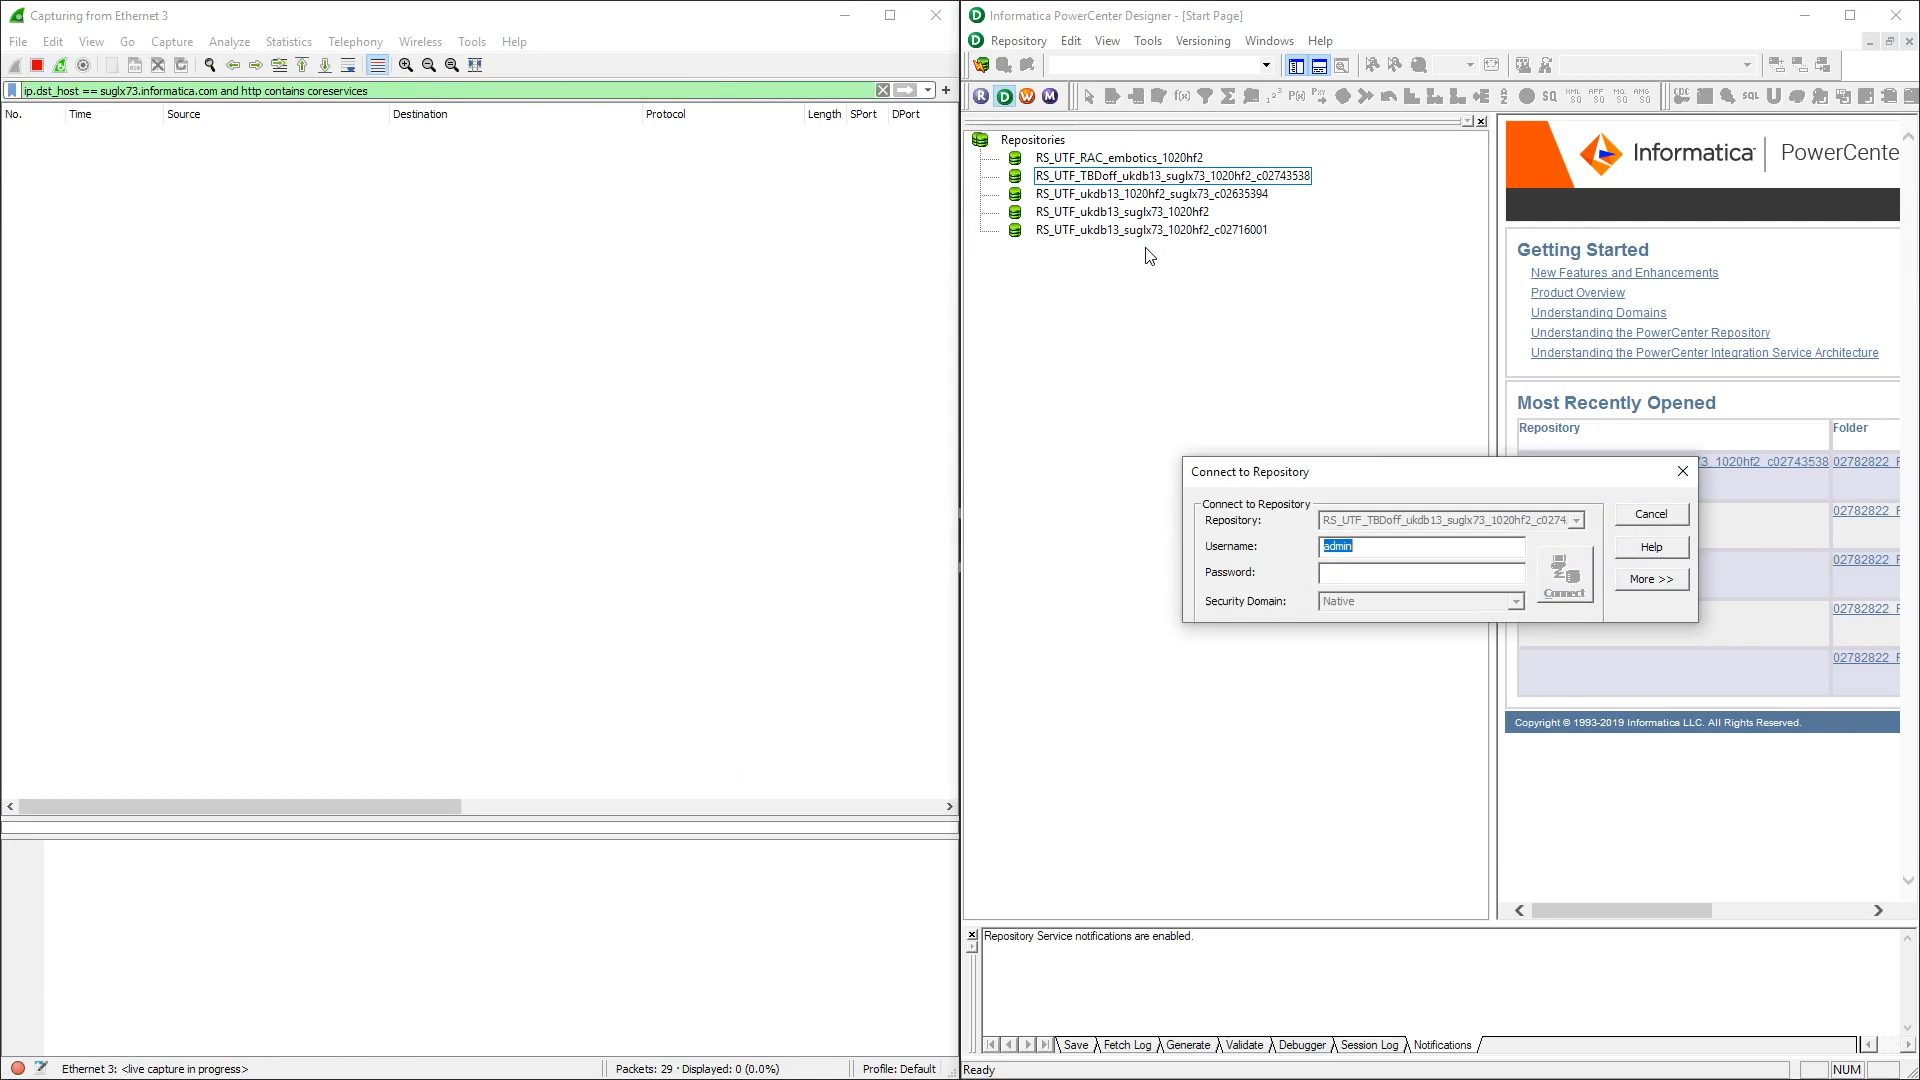 Capturing from Ethernet 3
File Edit View Go Capture Analyze Statistics Telephony Wireless Tools Help
ip.dst_host == suglx73.informatica.com and http contains coreservices
No. Time Source Destination Protocol Length SPort DPort
Ethernet 3: <live capture in progress>
Packets: 29 · Displayed: 0 (0.0%)
Profile: Default
Informatica PowerCenter Designer - [Start Page]
Repository Edit View Tools Versioning Windows Help
R D W M
Repositories
RS_UTF_RAC_embotics_1020hf2
RS_UTF_TBDoff_ukdb13_suglx73_1020hf2_c02743538
RS_UTF_ukdb13_1020hf2_suglx73_c02635394
RS_UTF_ukdb13_suglx73_1020hf2
RS_UTF_ukdb13_suglx73_1020hf2_c02716001
Informatica PowerCente
Getting Started
New Features and Enhancements
Product Overview
Understanding Domains
Understanding the PowerCenter Repository
Understanding the PowerCenter Integration Service Architecture
Most Recently Opened
Repository Folder
3_1020hf2_c02743538 02782822_F
02782822_F
02782822_F
02782822_F
02782822_F
Copyright © 1993-2019 Informatica LLC. All Rights Reserved.
Connect to Repository
Connect to Repository
Repository: RS_UTF_TBDoff_ukdb13_suglx73_1020hf2_c0274
Username: admin
Password:
Security Domain: Native
Connect
Cancel
Help
More >>
Repository Service notifications are enabled.
Save Fetch Log Generate Validate Debugger Session Log Notifications
Ready
NUM